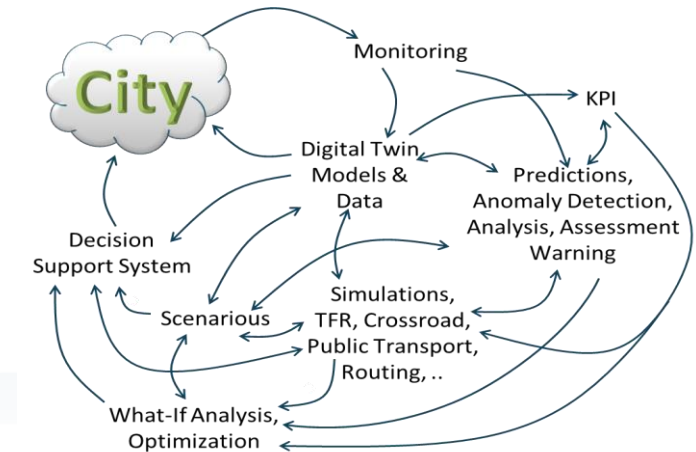 City
Monitoring
KPI
Digital Twin
Models &
Data
Predictions,
Anomaly Detection,
Analysis, Assessment
Warning
Decision
Support System
Scenarious
Simulations,
TFR, Crossroad,
Public Transport,
Routing, ..
What-If Analysis,
Optimization